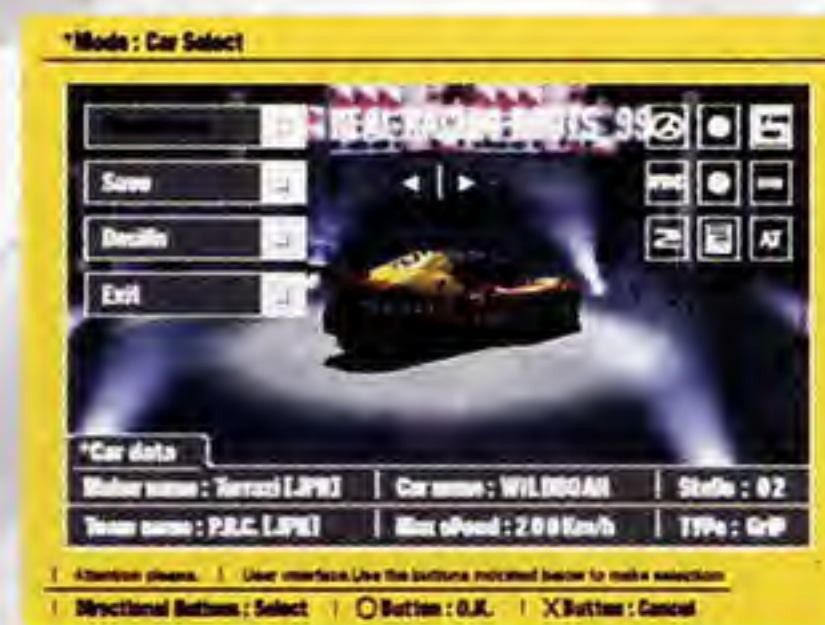 *Mode : Car Select
Save
Exit
AT
*Car data
Maker name : Terrazi [JPN] | Car name : WILDBOAR | Stage : 02
Team name : P.R.C. [JPN] | Max speed : 200Km/h | Type : Grip
| Attention please. | User interface.Use the buttons indicated below to make selection
| Directional Buttons : Select | ○Button : O.K. | ×Button : Cancel